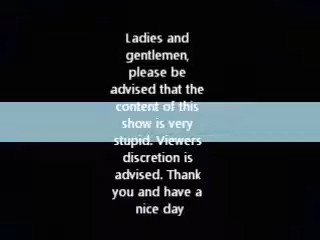 Ladies and
gentlemen,
please be
advised that the
content of this
show is very
stupid. Viewers
discretion is
advised. Thank
you and have a
nice day